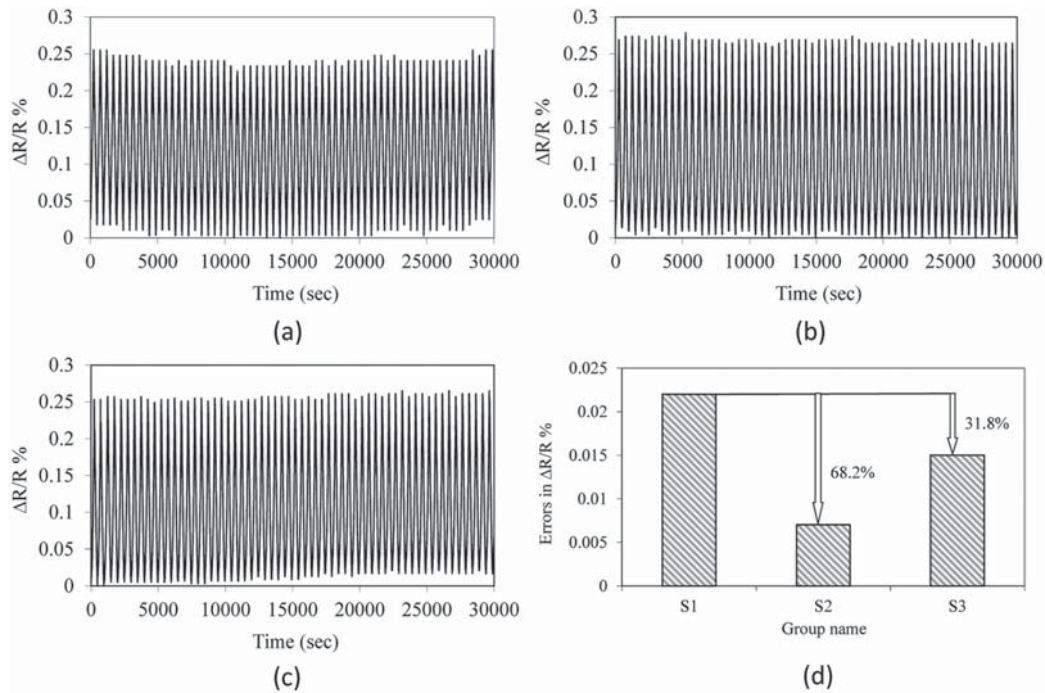 0.3
0.25
0.2
0.15
0.1
0.05
0
ΔR/R %
0 5000 10000 15000 20000 25000 30000
Time (sec)
(a)
0.3
0.25
0.2
0.15
0.1
0.05
0
ΔR/R %
0 5000 10000 15000 20000 25000 30000
Time (sec)
(b)
0.3
0.25
0.2
0.15
0.1
0.05
0
ΔR/R %
0 5000 10000 15000 20000 25000 30000
Time (sec)
(c)
0.025
0.02
0.015
0.01
0.005
0
Errors in ΔR/R %
31.8%
68.2%
S1 S2 S3
Group name
(d)